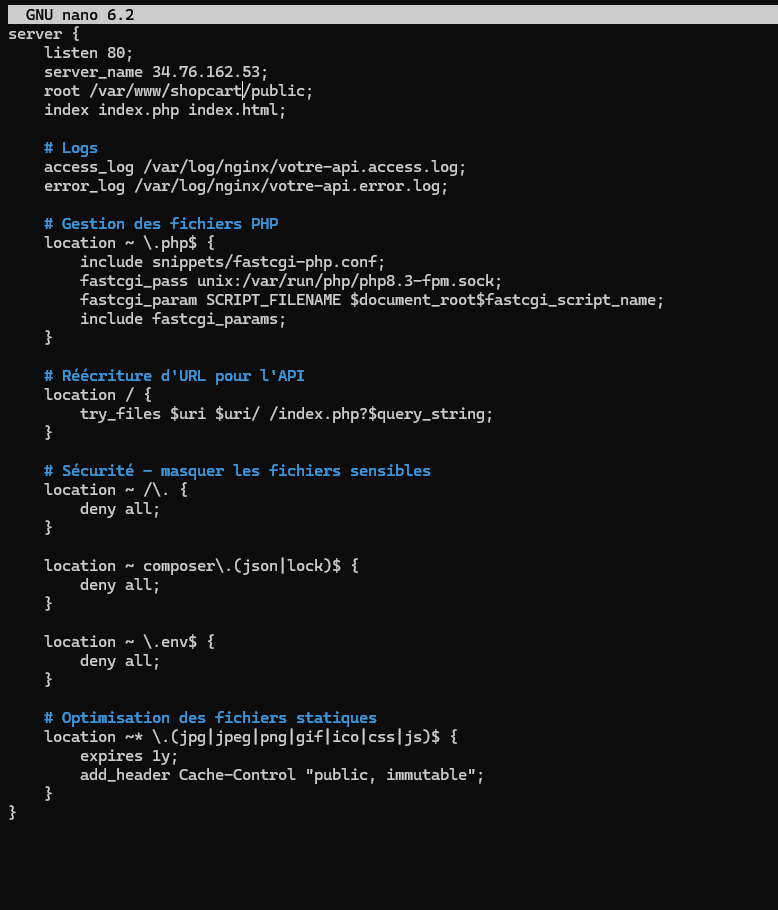 GNU nano 6.2
server {
    listen 80;
    server_name 34.76.162.53;
    root /var/www/shopcart/public;
    index index.php index.html;

    # Logs
    access_log /var/log/nginx/votre-api.access.log;
    error_log /var/log/nginx/votre-api.error.log;

    # Gestion des fichiers PHP
    location ~ \.php$ {
        include snippets/fastcgi-php.conf;
        fastcgi_pass unix:/var/run/php/php8.3-fpm.sock;
        fastcgi_param SCRIPT_FILENAME $document_root$fastcgi_script_name;
        include fastcgi_params;
    }

    # Réécriture d'URL pour l'API
    location / {
        try_files $uri $uri/ /index.php?$query_string;
    }

    # Sécurité - masquer les fichiers sensibles
    location ~ /\. {
        deny all;
    }

    location ~ composer\.(json|lock)$ {
        deny all;
    }

    location ~ \.env$ {
        deny all;
    }

    # Optimisation des fichiers statiques
    location ~* \.(jpg|jpeg|png|gif|ico|css|js)$ {
        expires 1y;
        add_header Cache-Control "public, immutable";
    }
}